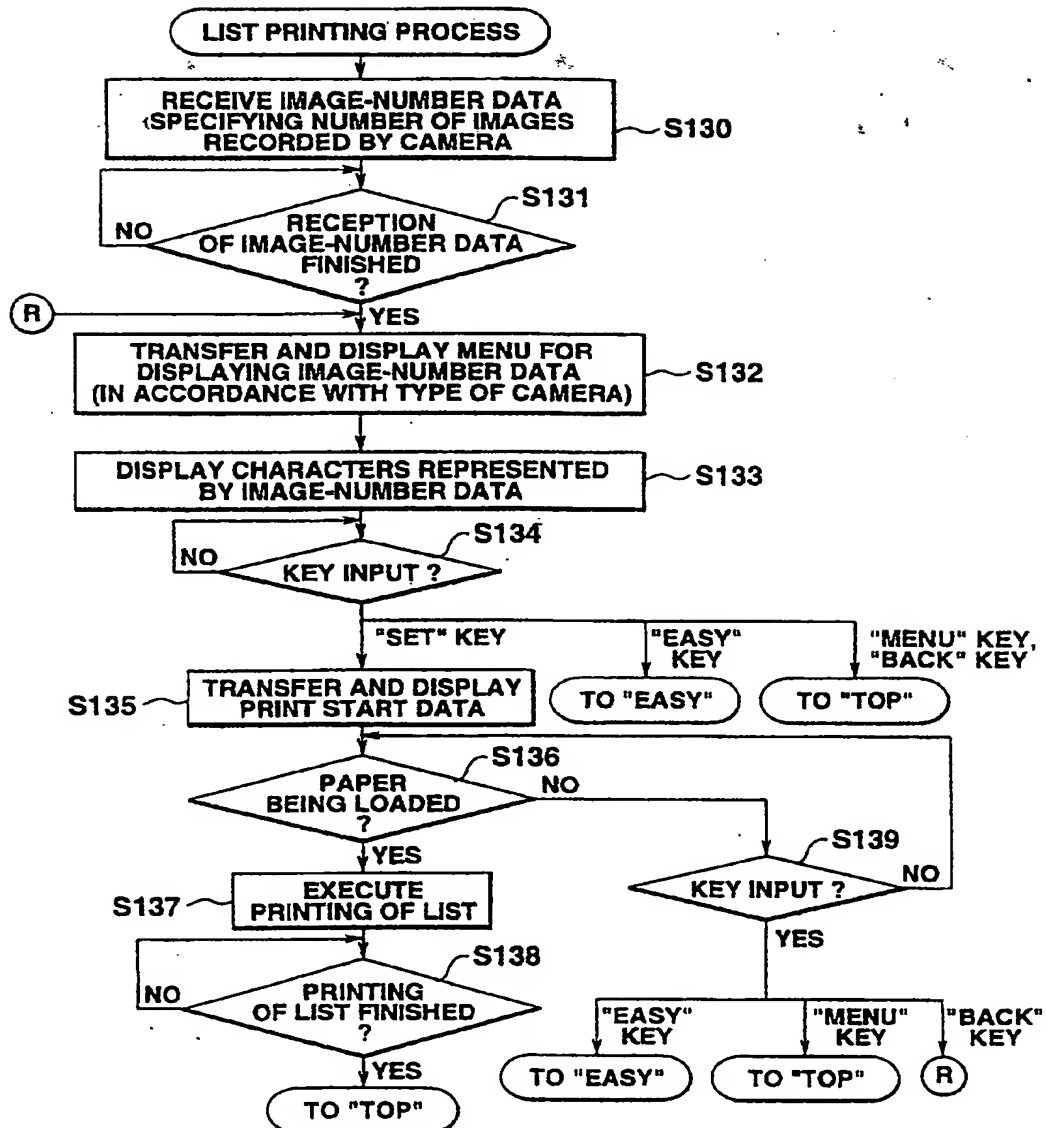 LIST PRINTING PROCESS
RECEIVE IMAGE-NUMBER DATA
(SPECIFYING NUMBER OF IMAGES
RECORDED BY CAMERA
S130
S131
RECEPTION
OF IMAGE-NUMBER DATA
FINISHED
?
NO
R
YES
TRANSFER AND DISPLAY MENU FOR
DISPLAYING IMAGE-NUMBER DATA
(IN ACCORDANCE WITH TYPE OF CAMERA)
S132
DISPLAY CHARACTERS REPRESENTED
BY IMAGE-NUMBER DATA
S133
S134
NO
KEY INPUT ?
"SET" KEY
"EASY"
KEY
"MENU" KEY,
"BACK" KEY
S135
TRANSFER AND DISPLAY
PRINT START DATA
TO "EASY"
TO "TOP"
S136
PAPER
BEING LOADED
?
NO
YES
S139
KEY INPUT ?
NO
YES
S137
EXECUTE
PRINTING OF LIST
S138
NO
PRINTING
OF LIST FINISHED
?
YES
TO "TOP"
"EASY"
KEY
"MENU"
KEY
"BACK"
KEY
TO "EASY"
TO "TOP"
R